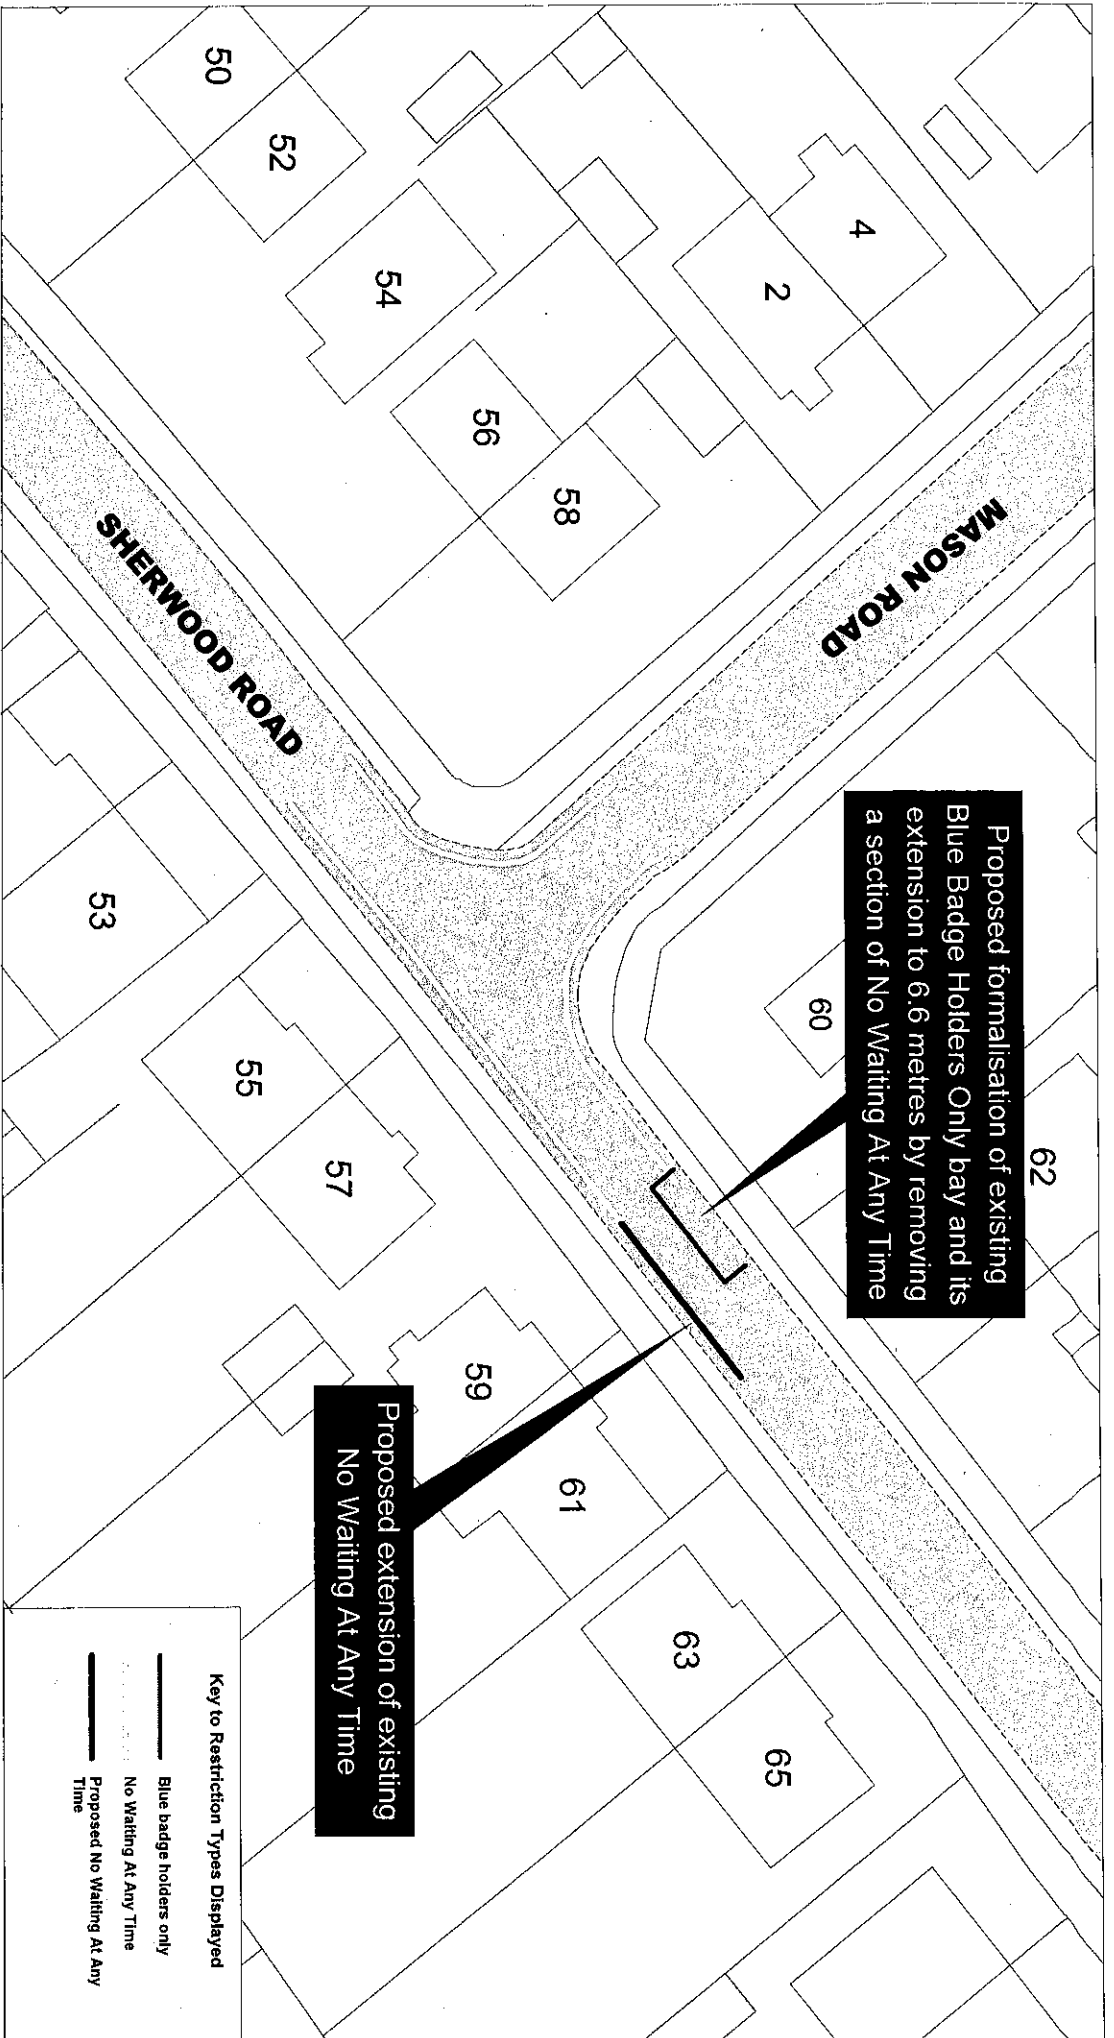 50
52
54
56
58
4
2
MASON ROAD
SHERWOOD ROAD
62
60
Proposed formalisation of existing
Blue Badge Holders Only bay and its
extension to 6.6 metres by removing
a section of No Waiting At Any Time
53
55
57
59
61
63
65
Proposed extension of existing
No Waiting At Any Time
Key to Restriction Types Displayed
Blue badge holders only
No Waiting At Any Time
Proposed No Waiting At Any
Time